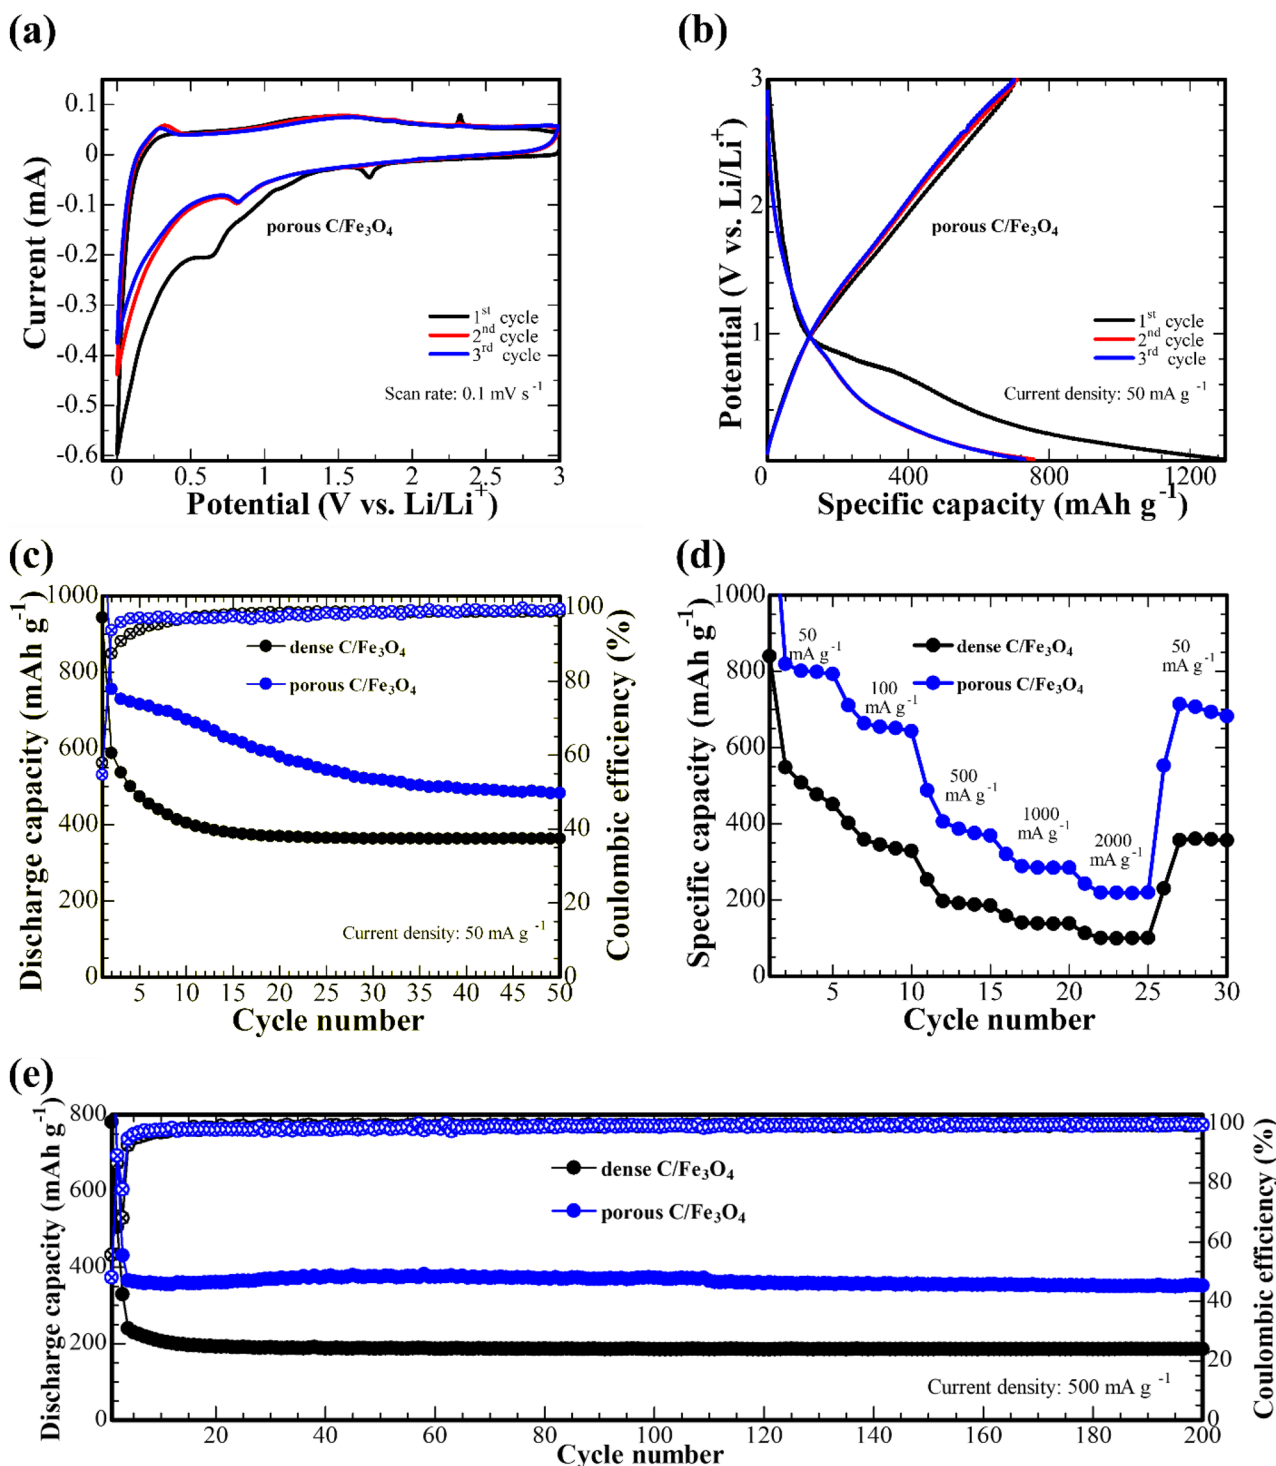 (a)
0.1
0
-0.1
-0.2
-0.3
-0.4
-0.5
-0.6
Current (mA)
porous C/Fe₃O₄
1ˢᵗ cycle
2ⁿᵈ cycle
3ʳᵈ cycle
Scan rate: 0.1 mV s⁻¹
0 0.5 1 1.5 2 2.5 3
Potential (V vs. Li/Li⁺)
(b)
3
2
1
0
Potential (V vs. Li/Li⁺)
porous C/Fe₃O₄
1ˢᵗ cycle
2ⁿᵈ cycle
3ʳᵈ cycle
Current density: 50 mA g⁻¹
0 400 800 1200
Specific capacity (mAh g⁻¹)
(c)
1000
800
600
400
200
0
Discharge capacity (mAh g⁻¹)
dense C/Fe₃O₄
porous C/Fe₃O₄
Current density: 50 mA g⁻¹
100
80
60
40
20
0
Coulombic efficiency (%)
5 10 15 20 25 30 35 40 45 50
Cycle number
(d)
1000
800
600
400
200
0
Specific capacity (mAh g⁻¹)
dense C/Fe₃O₄
porous C/Fe₃O₄
50
mA g⁻¹
100
mA g⁻¹
500
mA g⁻¹
1000
mA g⁻¹
2000
mA g⁻¹
50
mA g⁻¹
5 10 15 20 25 30
Cycle number
(e)
800
600
400
200
0
Discharge capacity (mAh g⁻¹)
dense C/Fe₃O₄
porous C/Fe₃O₄
Current density: 500 mA g⁻¹
100
80
60
40
20
0
Coulombic efficiency (%)
20 40 60 80 100 120 140 160 180 200
Cycle number